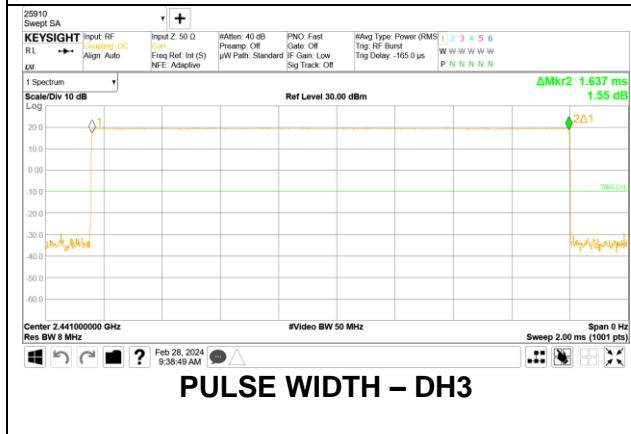 25910
Swept SA
+
KEYSIGHT
RL
Align: Auto
Input: RF
Coupling: DC
Input Z: 50 Ω
Corr
Freq Ref: Int (S)
NFE: Adaptive
#Atten: 40 dB
Preamp: Off
µW Path: Standard
PNO: Fast
Gate: Off
IF Gain: Low
Sig Track: Off
#Avg Type: Power (RMS
Trig: RF Burst
Trig Delay: -165.0 µs
1 2 3 4 5 6
W W W W W W
P N N N N N
1 Spectrum
Scale/Div 10 dB
Ref Level 30.00 dBm
ΔMkr2 1.637 ms
1.55 dB
Log
1
2Δ1
20.0
10.0
0.00
-10.0
TRIG LVL
-20.0
-30.0
-40.0
-50.0
-60.0
Center 2.441000000 GHz
#Video BW 50 MHz
Span 0 Hz
Res BW 8 MHz
Sweep 2.00 ms (1001 pts)
?
Feb 28, 2024
9:38:49 AM
PULSE WIDTH – DH3